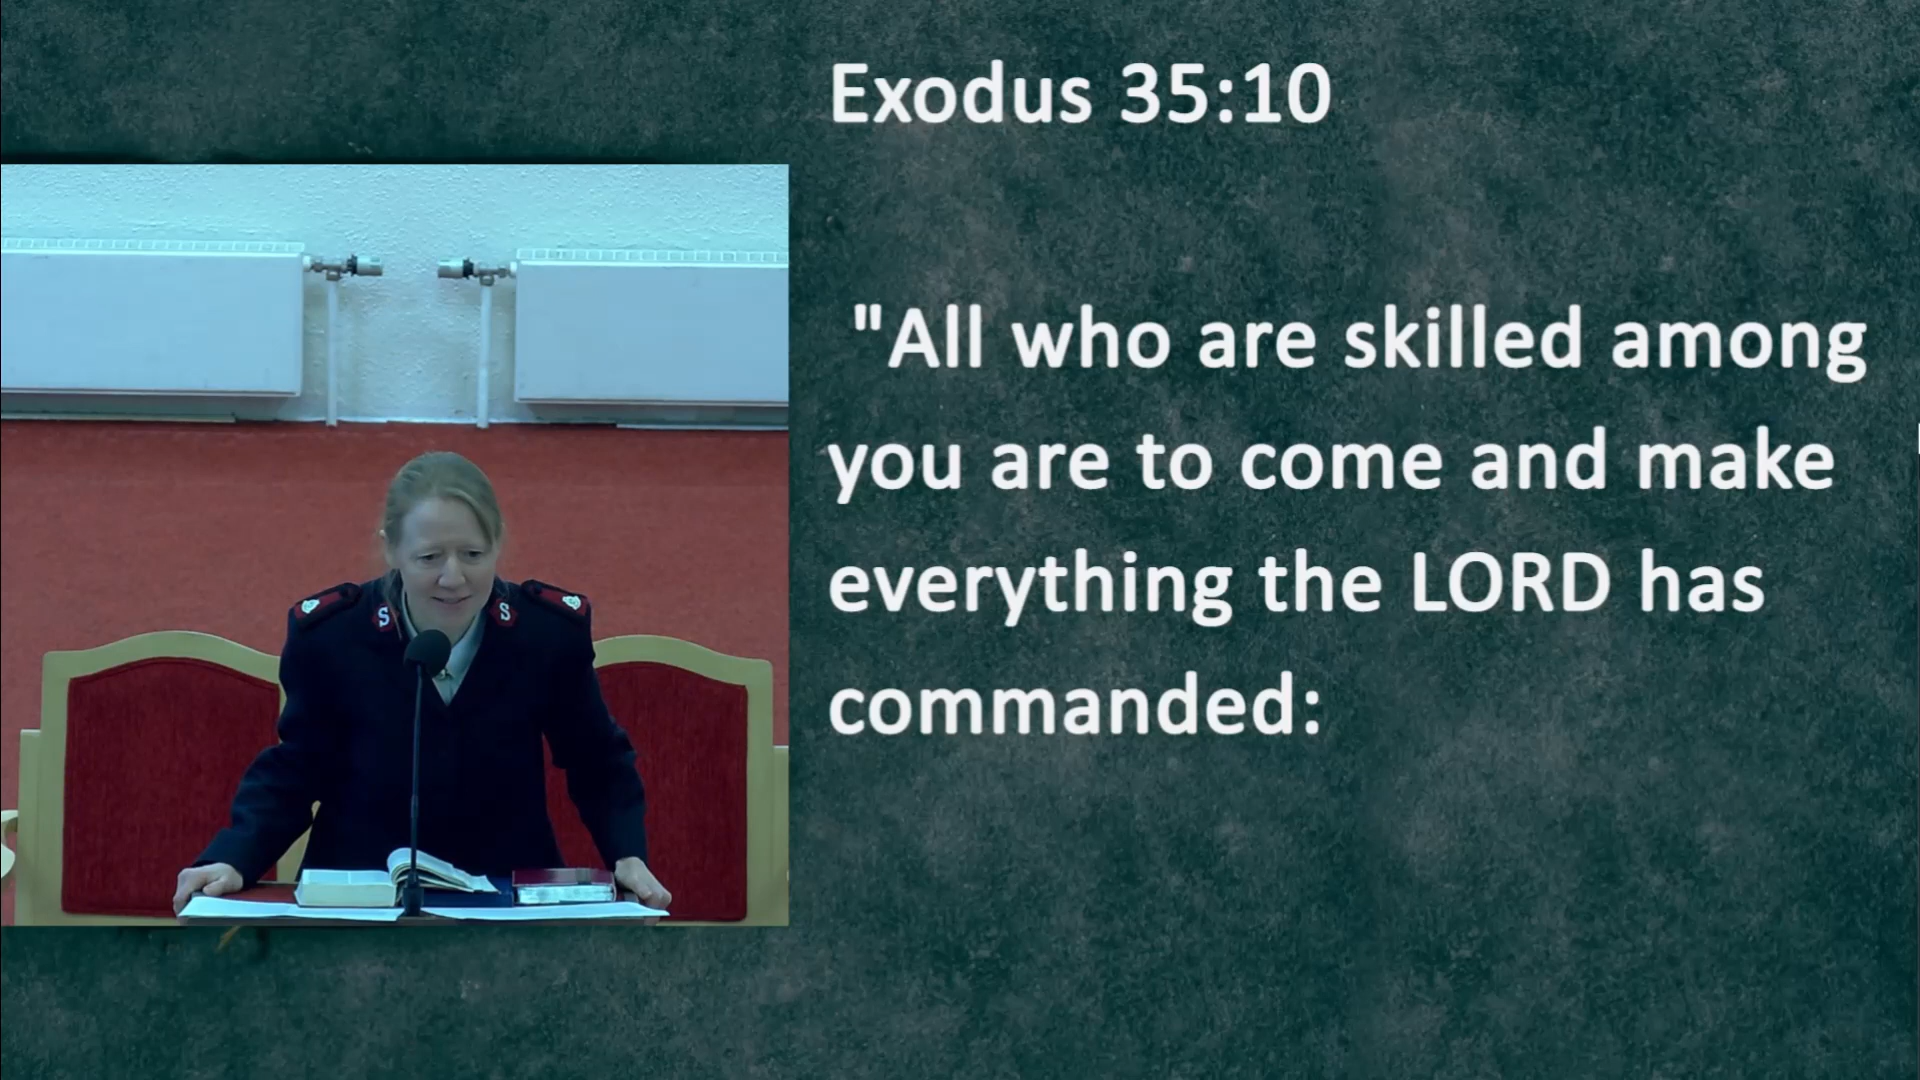 Exodus 35:10
"All who are skilled among
you are to come and make
everything the LORD has
commanded:
S S